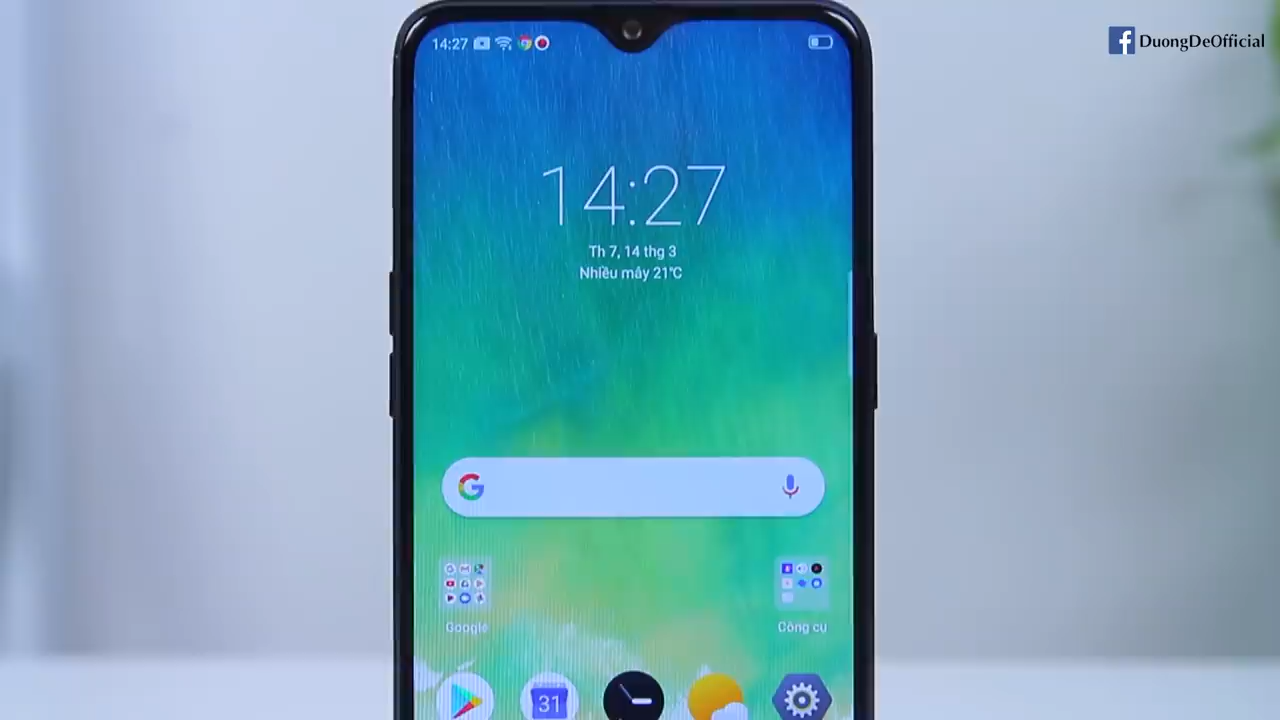 14:27
DuongDeOfficial
14:27
Th 7, 14 thg 3
Nhiều mây 21°C
Google
Công cụ
31